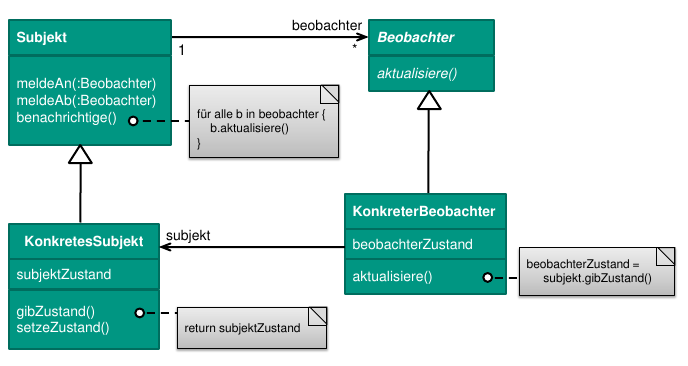 Subjekt
meldeAn(:Beobachter)
meldeAb(:Beobachter)
benachrichtige()
beobachter
1
*
Beobachter
aktualisiere()
für alle b in beobachter {
b.aktualisiere()
}
KonkretesSubjekt
subjektZustand
gibZustand()
setzeZustand()
subjekt
KonkreterBeobachter
beobachterZustand
aktualisiere()
beobachterZustand =
subjekt.gibZustand()
return subjektZustand